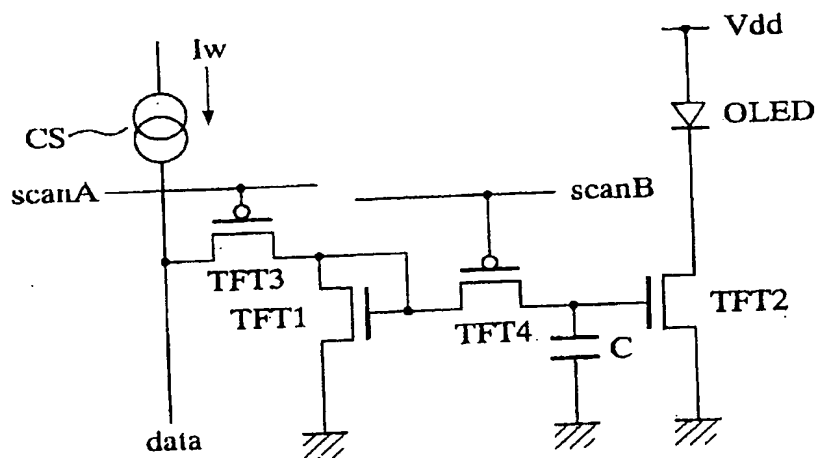 Iw
Vdd
CS
OLED
scanA
scanB
TFT3
TFT1
TFT4
C
TFT2
data